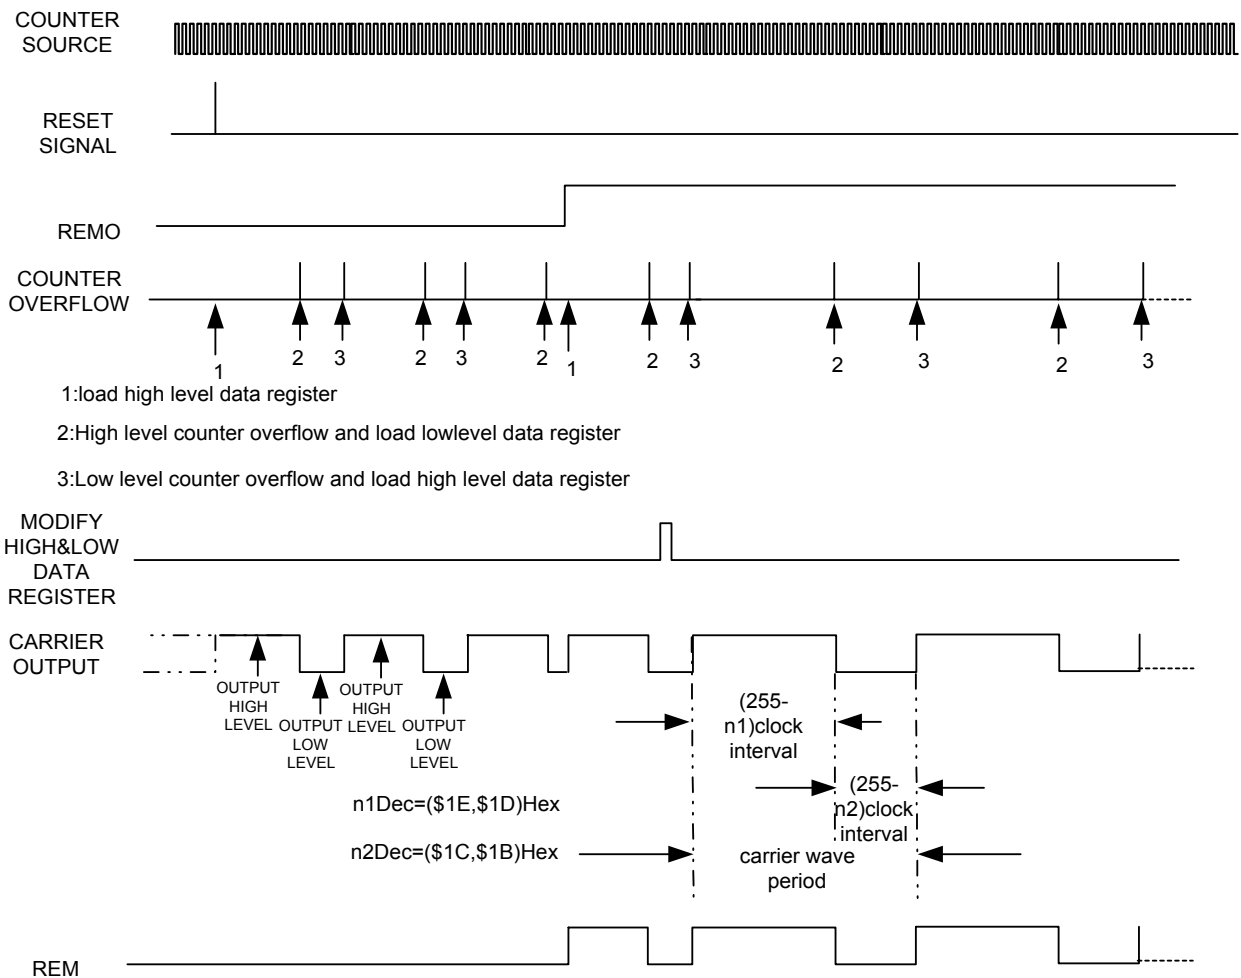 COUNTER
SOURCE
RESET
SIGNAL
REMO
COUNTER
OVERFLOW
1
2
3
2
3
2
1
2
3
2
3
2
3
1:load high level data register
2:High level counter overflow and load lowlevel data register
3:Low level counter overflow and load high level data register
MODIFY
HIGH&LOW
DATA
REGISTER
CARRIER
OUTPUT
OUTPUT
HIGH
LEVEL
OUTPUT
LOW
LEVEL
OUTPUT
HIGH
LEVEL
OUTPUT
LOW
LEVEL
(255-
n1)clock
interval
(255-
n2)clock
interval
n1Dec=($1E,$1D)Hex
n2Dec=($1C,$1B)Hex
carrier wave
period
REM